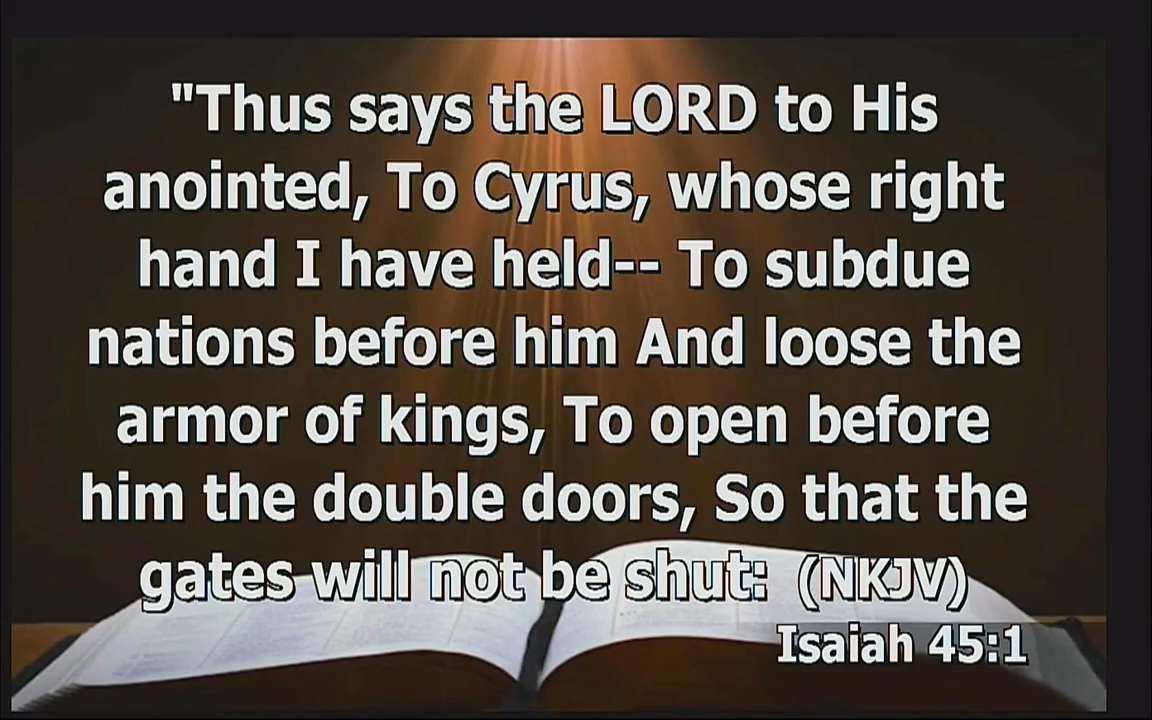 "Thus says the LORD to His
anointed, To Cyrus, whose right
hand I have held-- To subdue
nations before him And loose the
armor of kings, To open before
him the double doors, So that the
gates will not be shut: (NKJV)
Isaiah 45:1